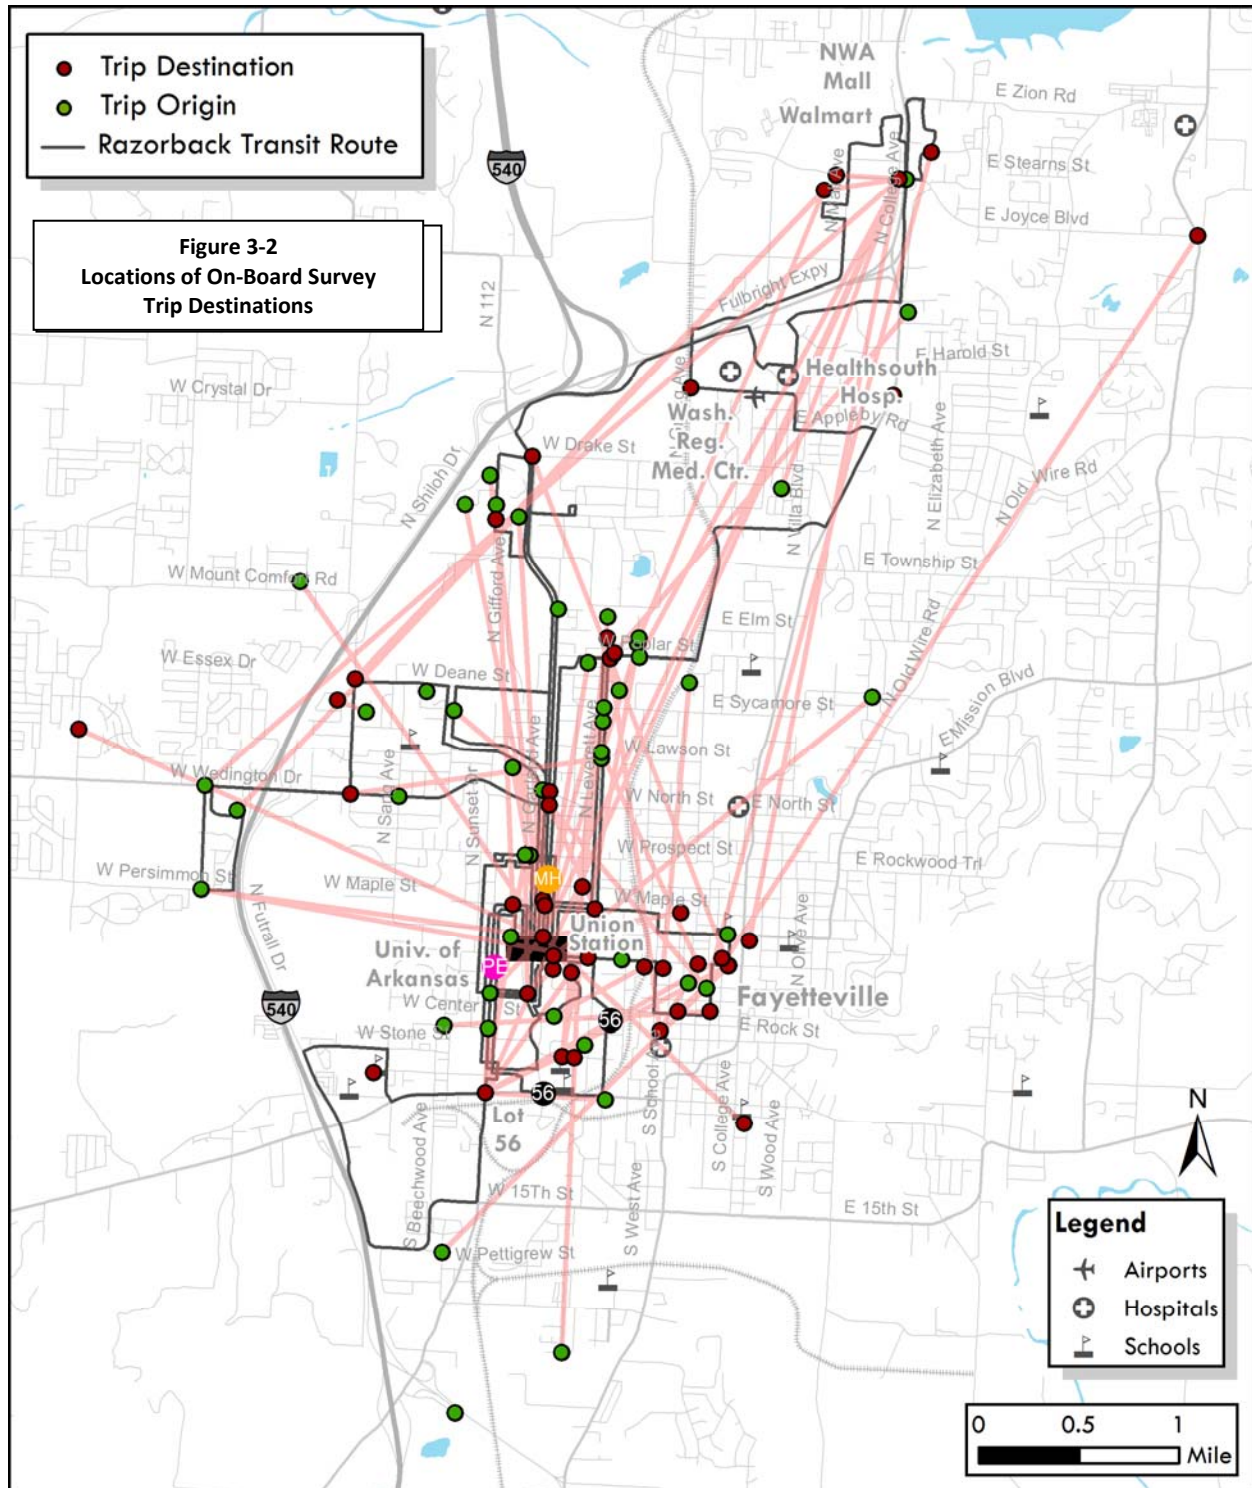 Trip Destination
Trip Origin
Razorback Transit Route
Figure 3-2
Locations of On-Board Survey
Trip Destinations
540
NWA
Mall
Walmart
E Zion Rd
E Stearns St
E Joyce Blvd
N Mall Ave
N College Ave
Fulbright Expy
N 112
W Crystal Dr
E Harold St
Healthsouth
Hosp.
E Appleby Rd
Wash.
Reg.
Med. Ctr.
W Drake St
N Shiloh Dr
N Villa Blvd
N Elizabeth Ave
N Old Wire Rd
E Township St
W Mount Comfort Rd
N Gifford Ave
E Elm St
W Poplar St
W Essex Dr
W Deane St
E Sycamore St
N Old Wire Rd
E Mission Blvd
W Lawson St
N Garland Ave
N Leverett Ave
W Wedington Dr
N Sang Ave
N Sunset Dr
W North St
E North St
W Prospect St
E Rockwood Trl
W Persimmon St
W Maple St
MH
W Maple St
N Futrall Dr
Union
Station
N Olive Ave
Univ. of
Arkansas
PE
W Center St
Fayetteville
540
56
E Rock St
W Stone St
S School Ave
56
Lot
56
S Beechwood Ave
S College Ave
S Wood Ave
N
W 15Th St
E 15th St
S West Ave
W Pettigrew St
Legend
Airports
Hospitals
Schools
0 0.5 1
Mile